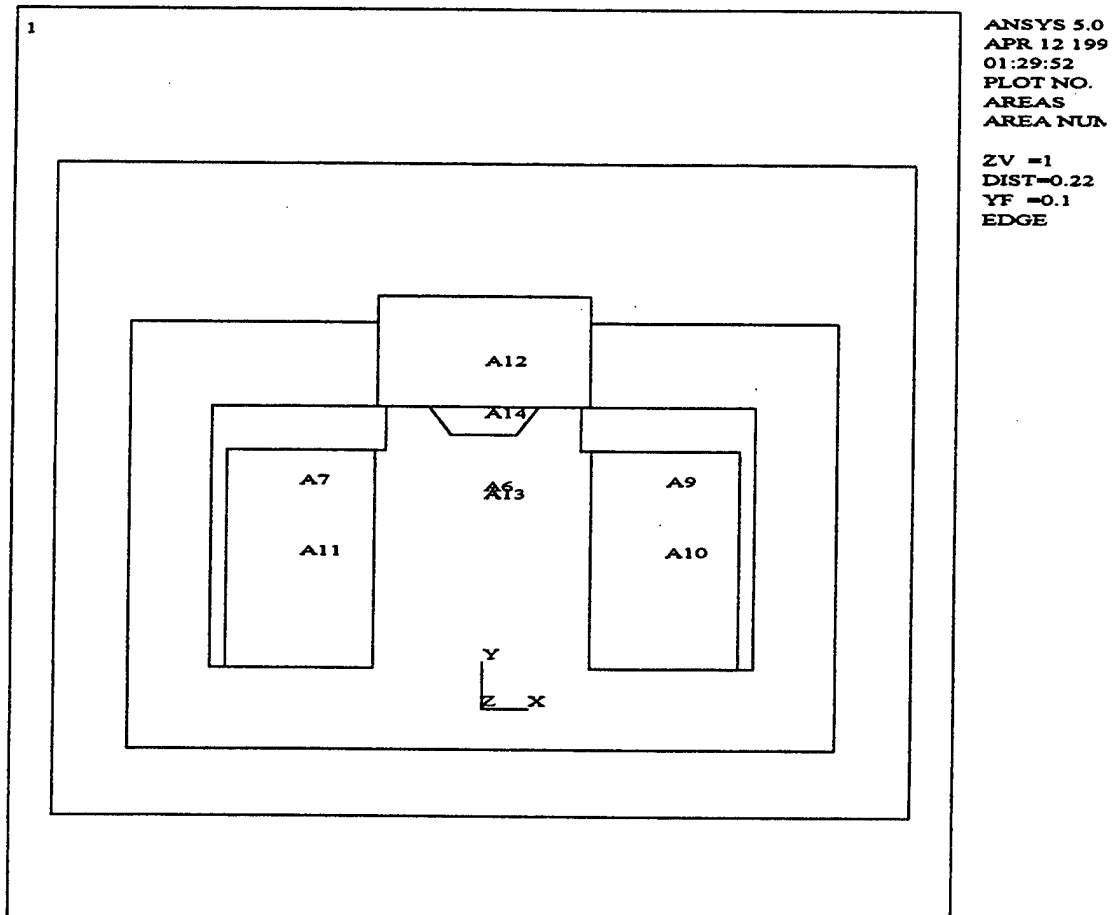 1
ANSYS 5.0
APR 12 199
01:29:52
PLOT NO.
AREAS
AREA NUM
ZV =1
DIST=0.22
YF =0.1
EDGE
A12
A14
A7
A6
A9
A13
A11
A10
Y
Z X